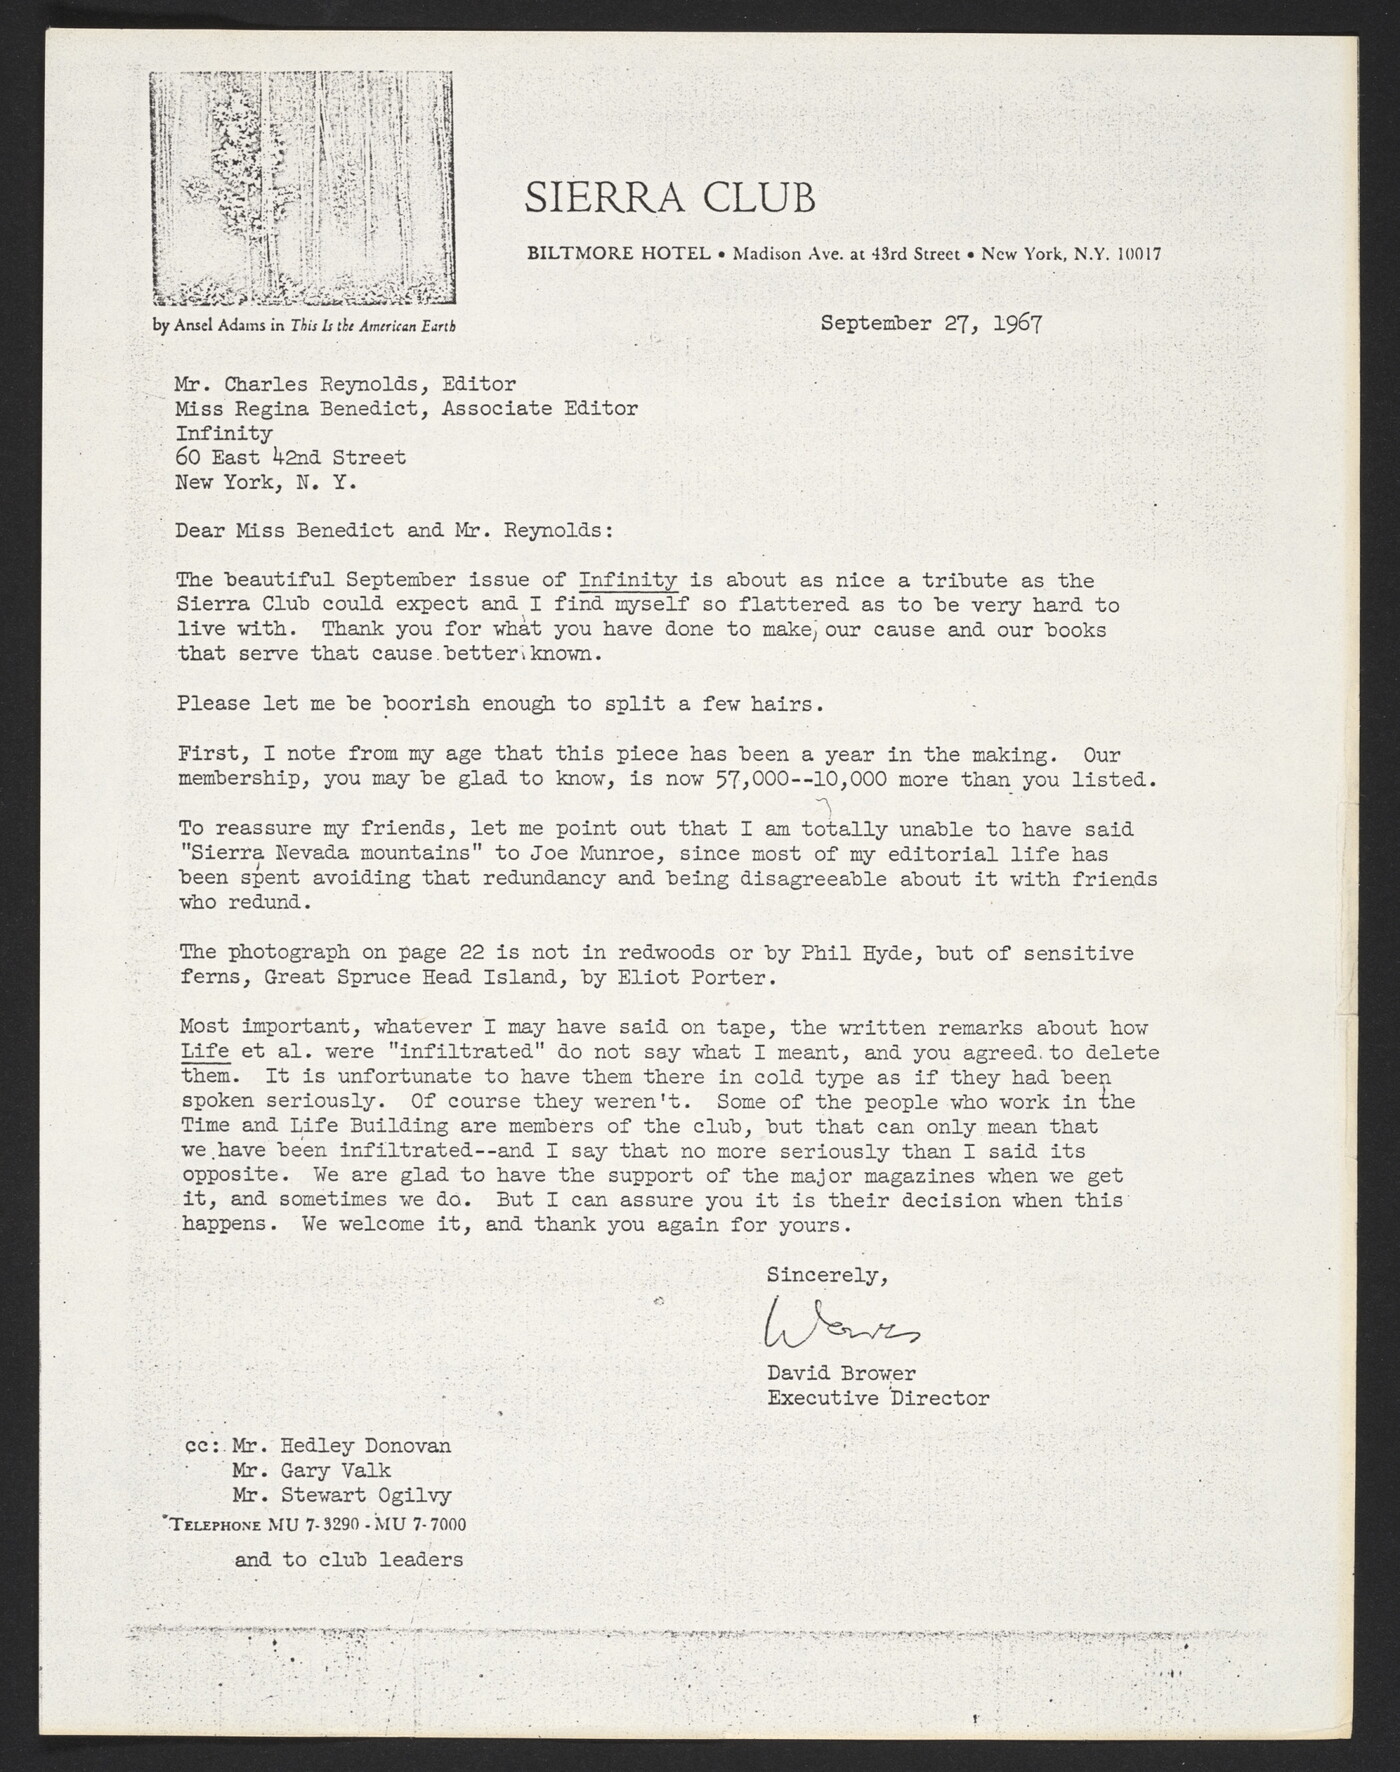 SIERRA CLUB
BILTMORE HOTEL • Madison Ave. at 43rd Street • New York, N.Y. 10017
by Ansel Adams in This Is the American Earth
September 27, 1967
Mr. Charles Reynolds, Editor
Miss Regina Benedict, Associate Editor
Infinity
60 East 42nd Street
New York, N. Y.
Dear Miss Benedict and Mr. Reynolds:
The beautiful September issue of Infinity is about as nice a tribute as the
Sierra Club could expect and I find myself so flattered as to be very hard to
live with. Thank you for what you have done to make our cause and our books
that serve that cause better known.
Please let me be boorish enough to split a few hairs.
First, I note from my age that this piece has been a year in the making. Our
membership, you may be glad to know, is now 57,000--10,000 more than you listed.
To reassure my friends, let me point out that I am totally unable to have said
"Sierra Nevada mountains" to Joe Munroe, since most of my editorial life has
been spent avoiding that redundancy and being disagreeable about it with friends
who redund.
The photograph on page 22 is not in redwoods or by Phil Hyde, but of sensitive
ferns, Great Spruce Head Island, by Eliot Porter.
Most important, whatever I may have said on tape, the written remarks about how
Life et al. were "infiltrated" do not say what I meant, and you agreed to delete
them. It is unfortunate to have them there in cold type as if they had been
spoken seriously. Of course they weren't. Some of the people who work in the
Time and Life Building are members of the club, but that can only mean that
we have been infiltrated--and I say that no more seriously than I said its
opposite. We are glad to have the support of the major magazines when we get
it, and sometimes we do. But I can assure you it is their decision when this
happens. We welcome it, and thank you again for yours.
Sincerely,
David Brower
Executive Director
cc: Mr. Hedley Donovan
Mr. Gary Valk
Mr. Stewart Ogilvy
TELEPHONE MU 7-3290 - MU 7-7000
and to club leaders